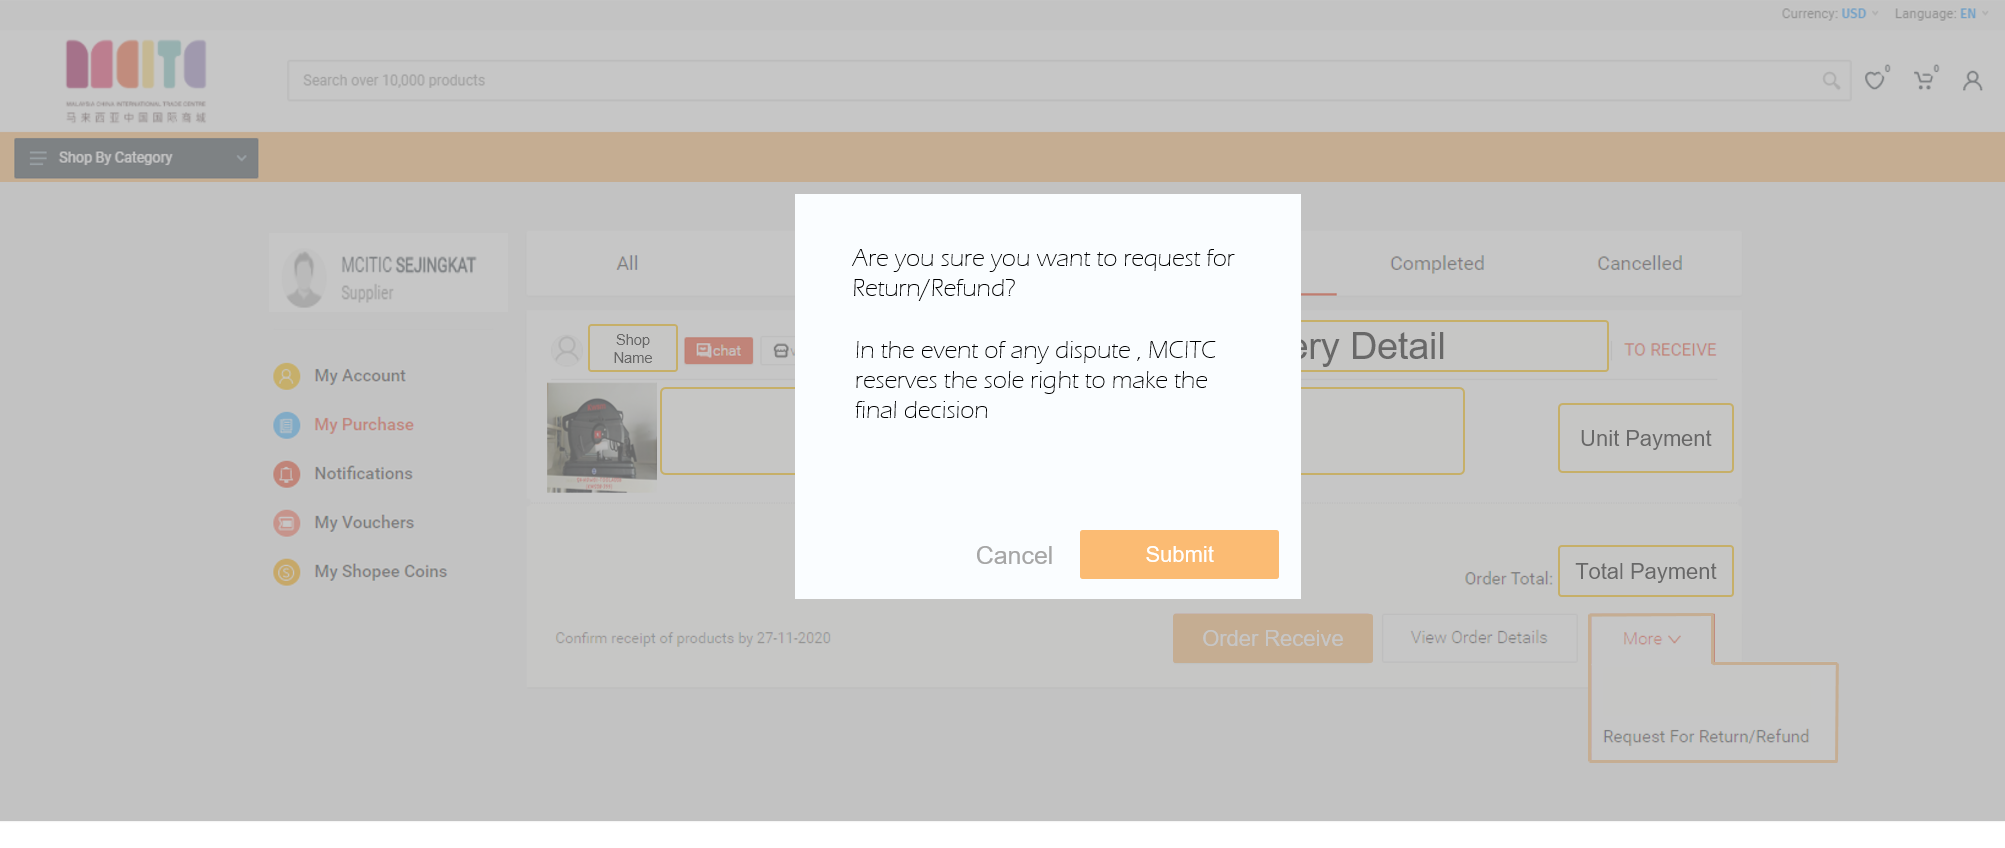 Currency: USD Language: EN
MCITC
MALAYSIA CHINA INTERNATIONAL TRADE CENTRE
马来西亚中国国际商城
Search over 10,000 products
0
0
Shop By Category
MCITIC SEJINGKAT
Supplier
My Account
My Purchase
Notifications
My Vouchers
My Shopee Coins
All
Completed
Cancelled
Shop
Name
chat
ery Detail
TO RECEIVE
Unit Payment
Are you sure you want to request for
Return/Refund?
In the event of any dispute , MCITC
reserves the sole right to make the
final decision
Cancel
Submit
Order Total:
Total Payment
Confirm receipt of products by 27-11-2020
Order Receive
View Order Details
More
Request For Return/Refund